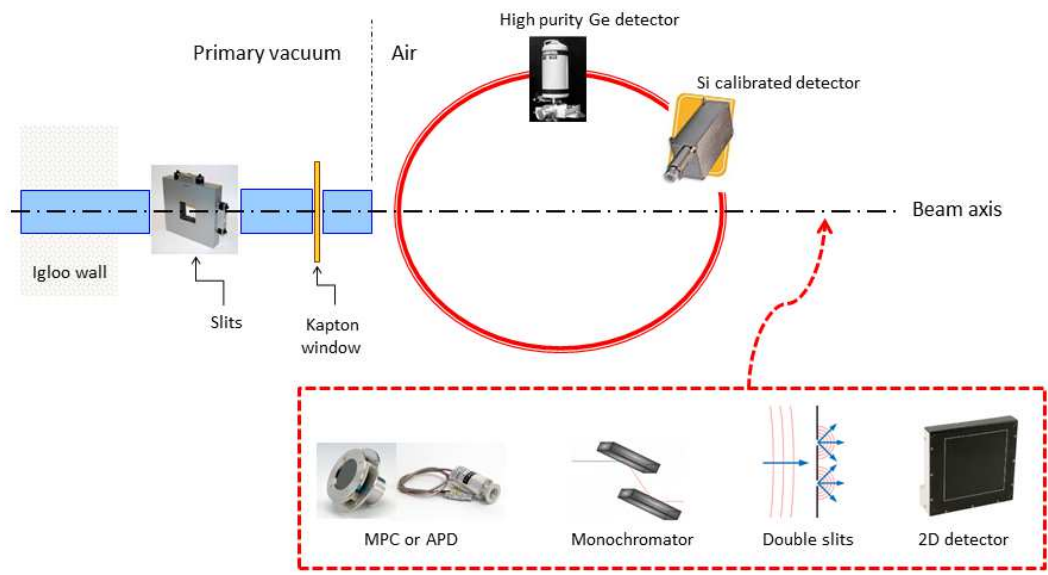 High purity Ge detector
Primary vacuum
Air
Si calibrated detector
Beam axis
Igloo wall
Slits
Kapton
window
MPC or APD
Monochromator
Double slits
2D detector